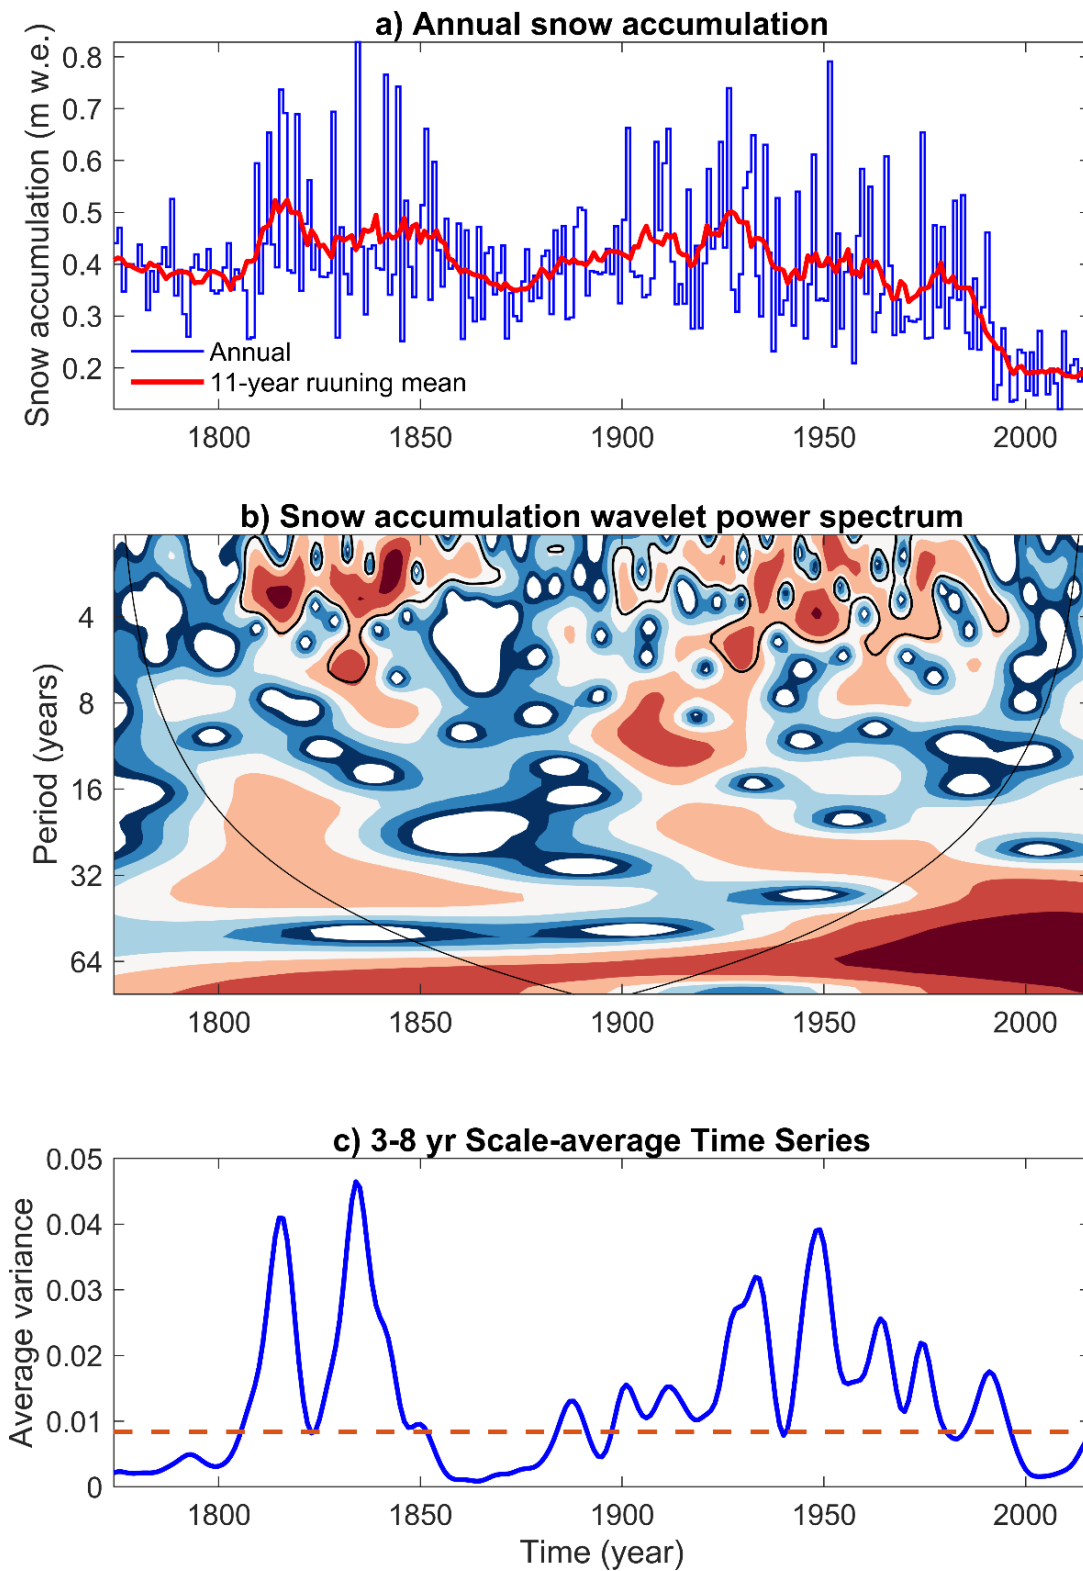 a) Annual snow accumulation
Snow accumulation (m w.e.)
0.8
0.7
0.6
0.5
0.4
0.3
0.2
Annual
11-year ruuning mean
1800 1850 1900 1950 2000
b) Snow accumulation wavelet power spectrum
Period (years)
4
8
16
32
64
1800 1850 1900 1950 2000
c) 3-8 yr Scale-average Time Series
Average variance
0.05
0.04
0.03
0.02
0.01
0
1800 1850 1900 1950 2000
Time (year)